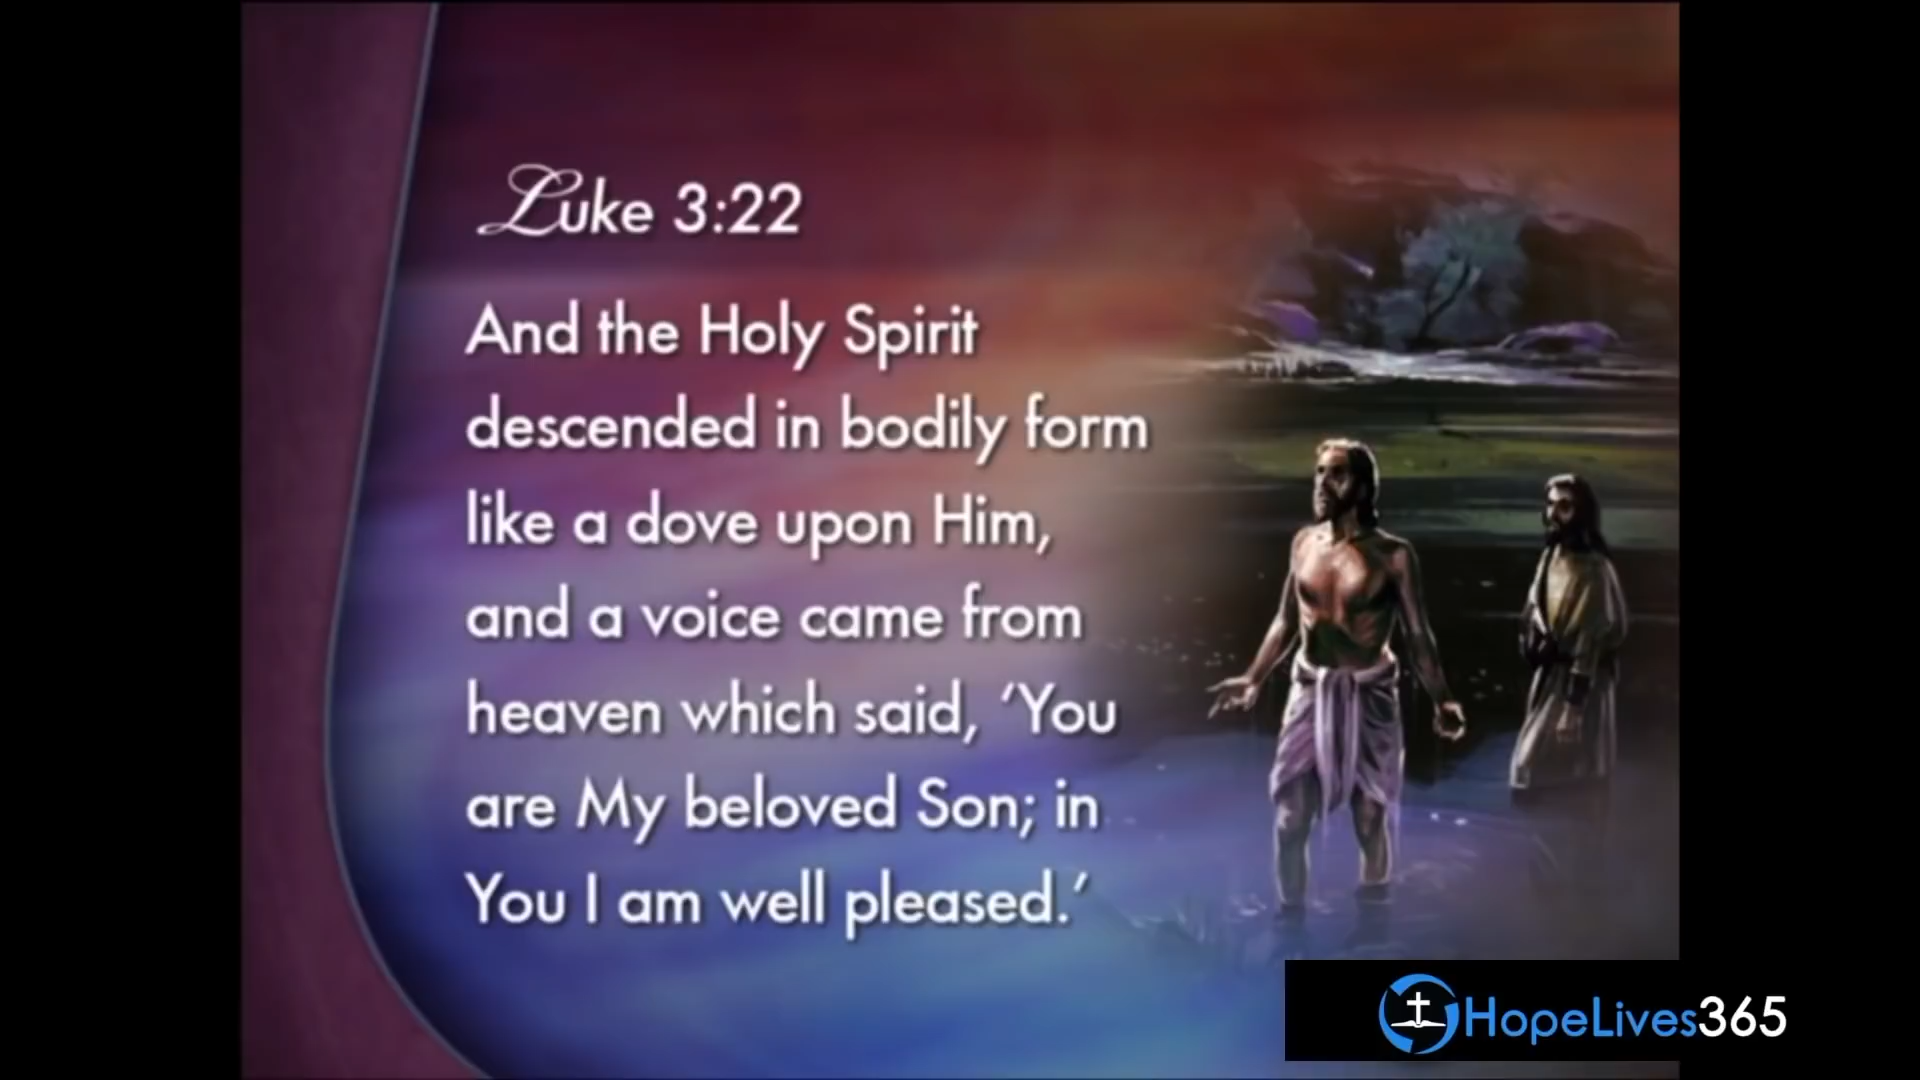 Luke 3:22
And the Holy Spirit
descended in bodily form
like a dove upon Him,
and a voice came from
heaven which said, ‘You
are My beloved Son; in
You I am well pleased.’
HopeLives365